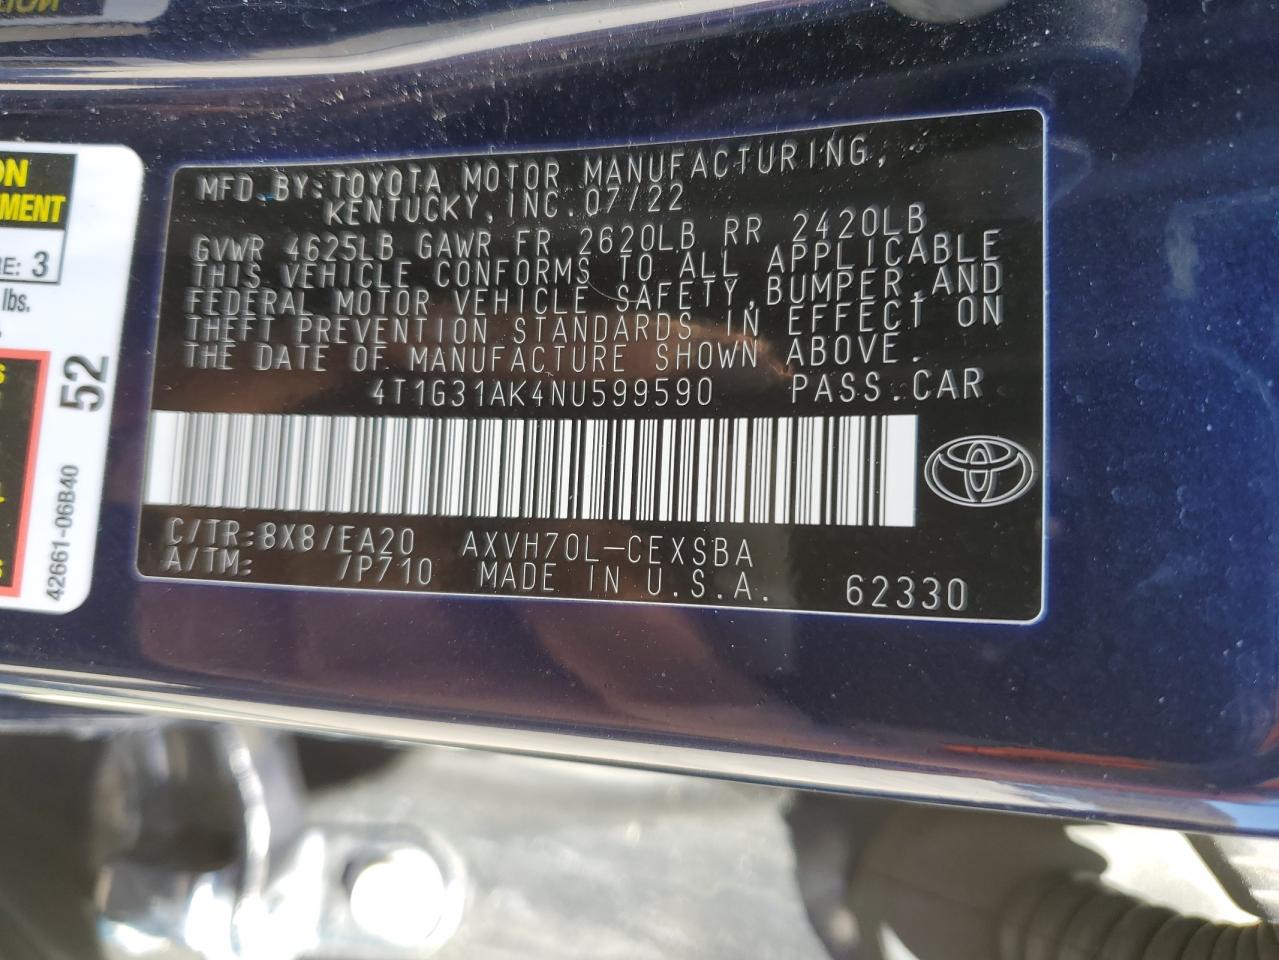 MFD.BY:TOYOTA MOTOR MANUFACTURING,
KENTUCKY, INC. 07/22
GVWR 4625LB GAWR FR 2620LB RR 2420LB
THIS VEHICLE CONFORMS TO ALL APPLICABLE
FEDERAL MOTOR VEHICLE SAFETY, BUMPER, AND
THEFT PREVENTION STANDARDS IN EFFECT ON
THE DATE OF MANUFACTURE SHOWN ABOVE.
4T1G31AK4NU599590 PASS.CAR
C/TR:8X8/EA20 AXVH70L-CEXSBA
A/TM: /P710 MADE IN U.S.A. 62330
ON
MENT
RE: 3
lbs.
52
42661-06B40